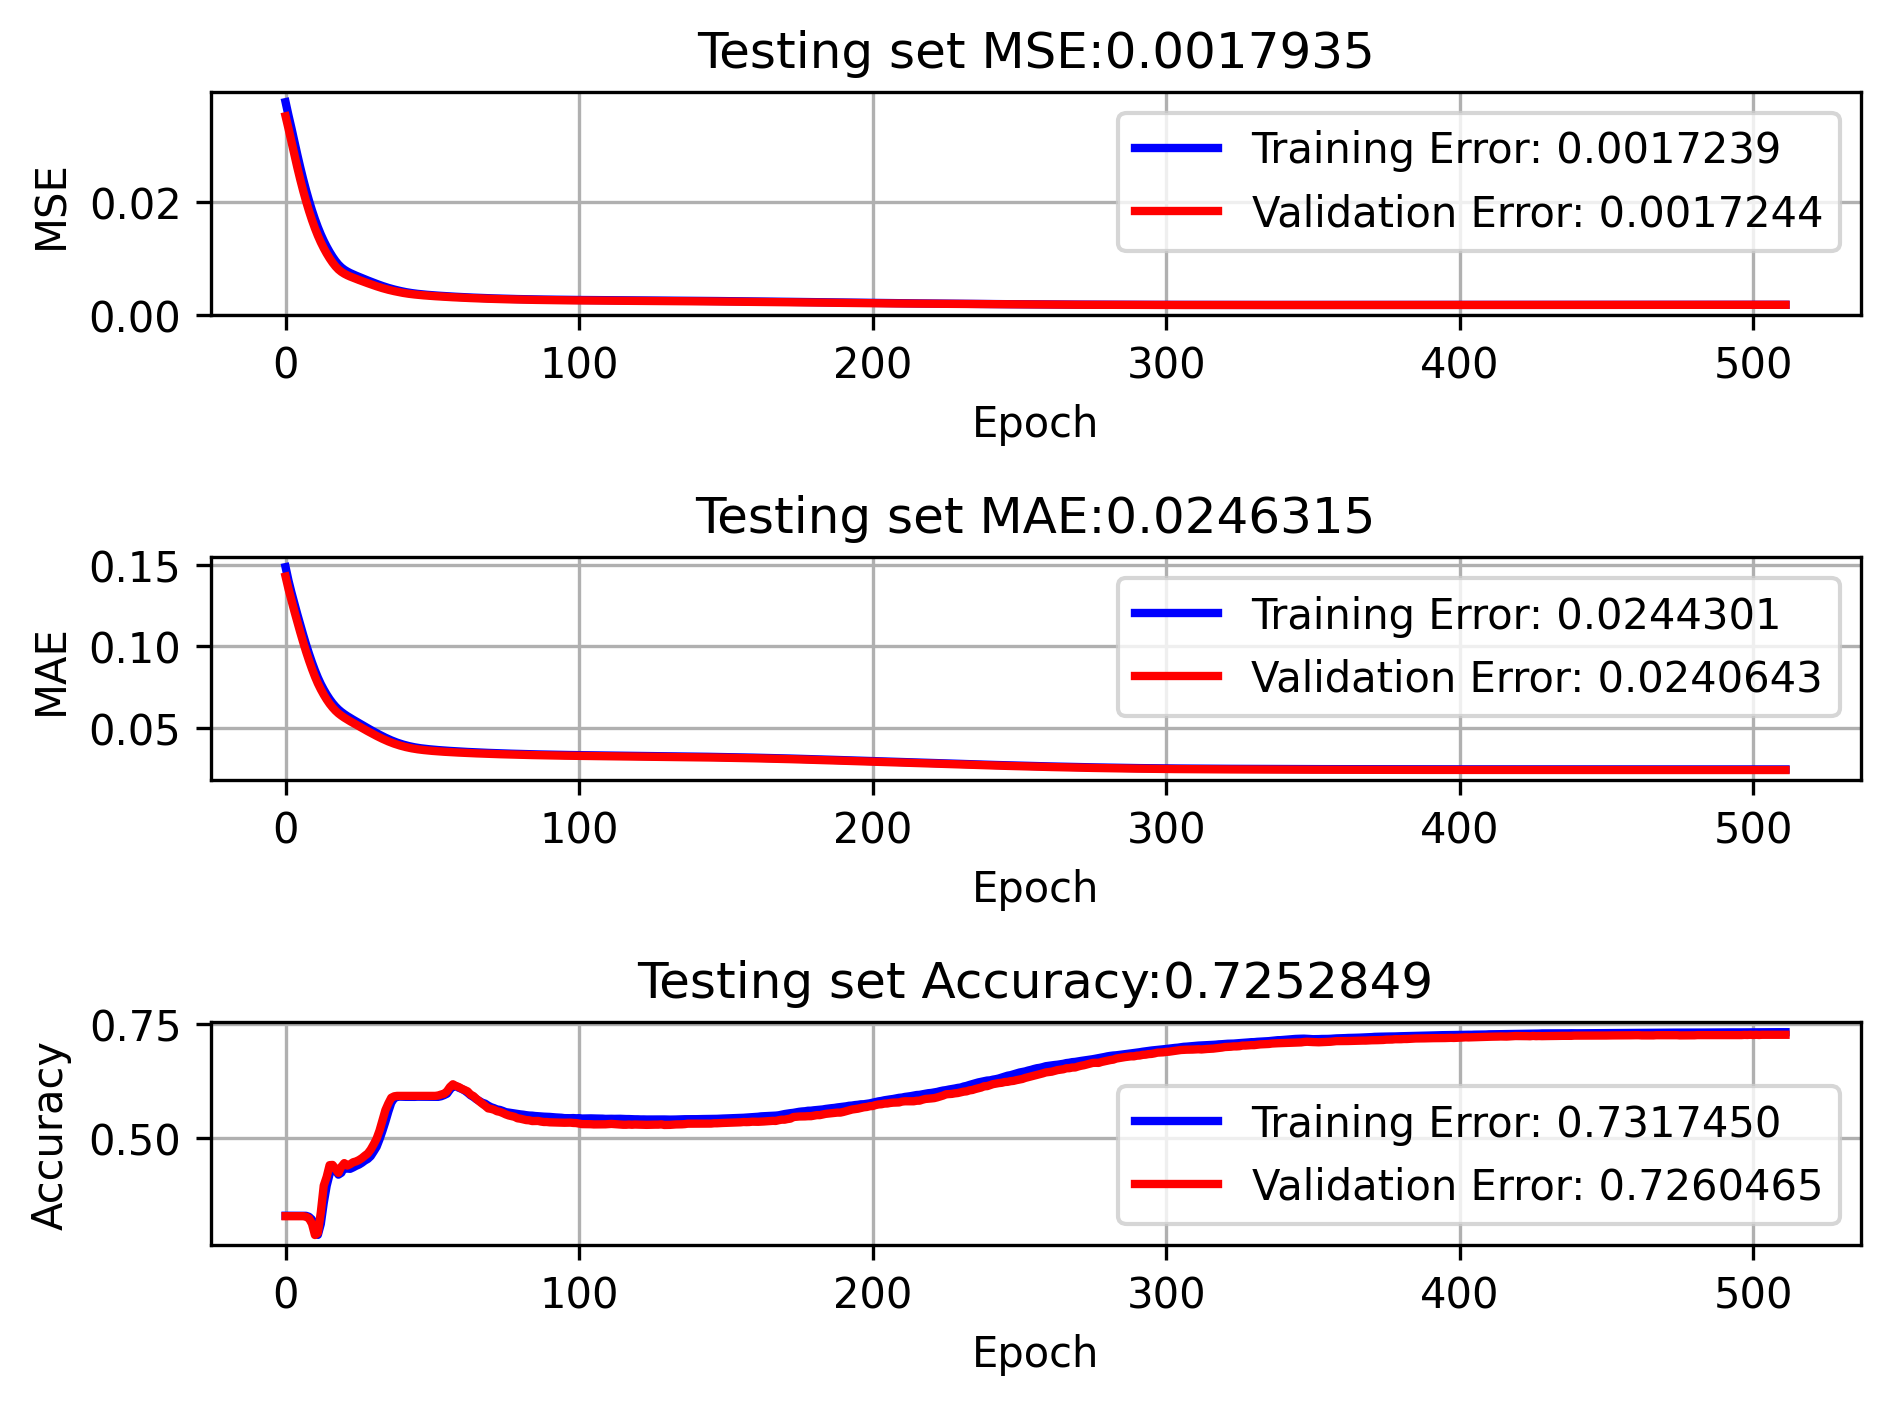 Testing set MSE:0.0017935
MSE
0.02
0.00
Training Error: 0.0017239
Validation Error: 0.0017244
0 100 200 300 400 500
Epoch
Testing set MAE:0.0246315
MAE
0.15
0.10
0.05
Training Error: 0.0244301
Validation Error: 0.0240643
0 100 200 300 400 500
Epoch
Testing set Accuracy:0.7252849
Accuracy
0.75
0.50
Training Error: 0.7317450
Validation Error: 0.7260465
0 100 200 300 400 500
Epoch